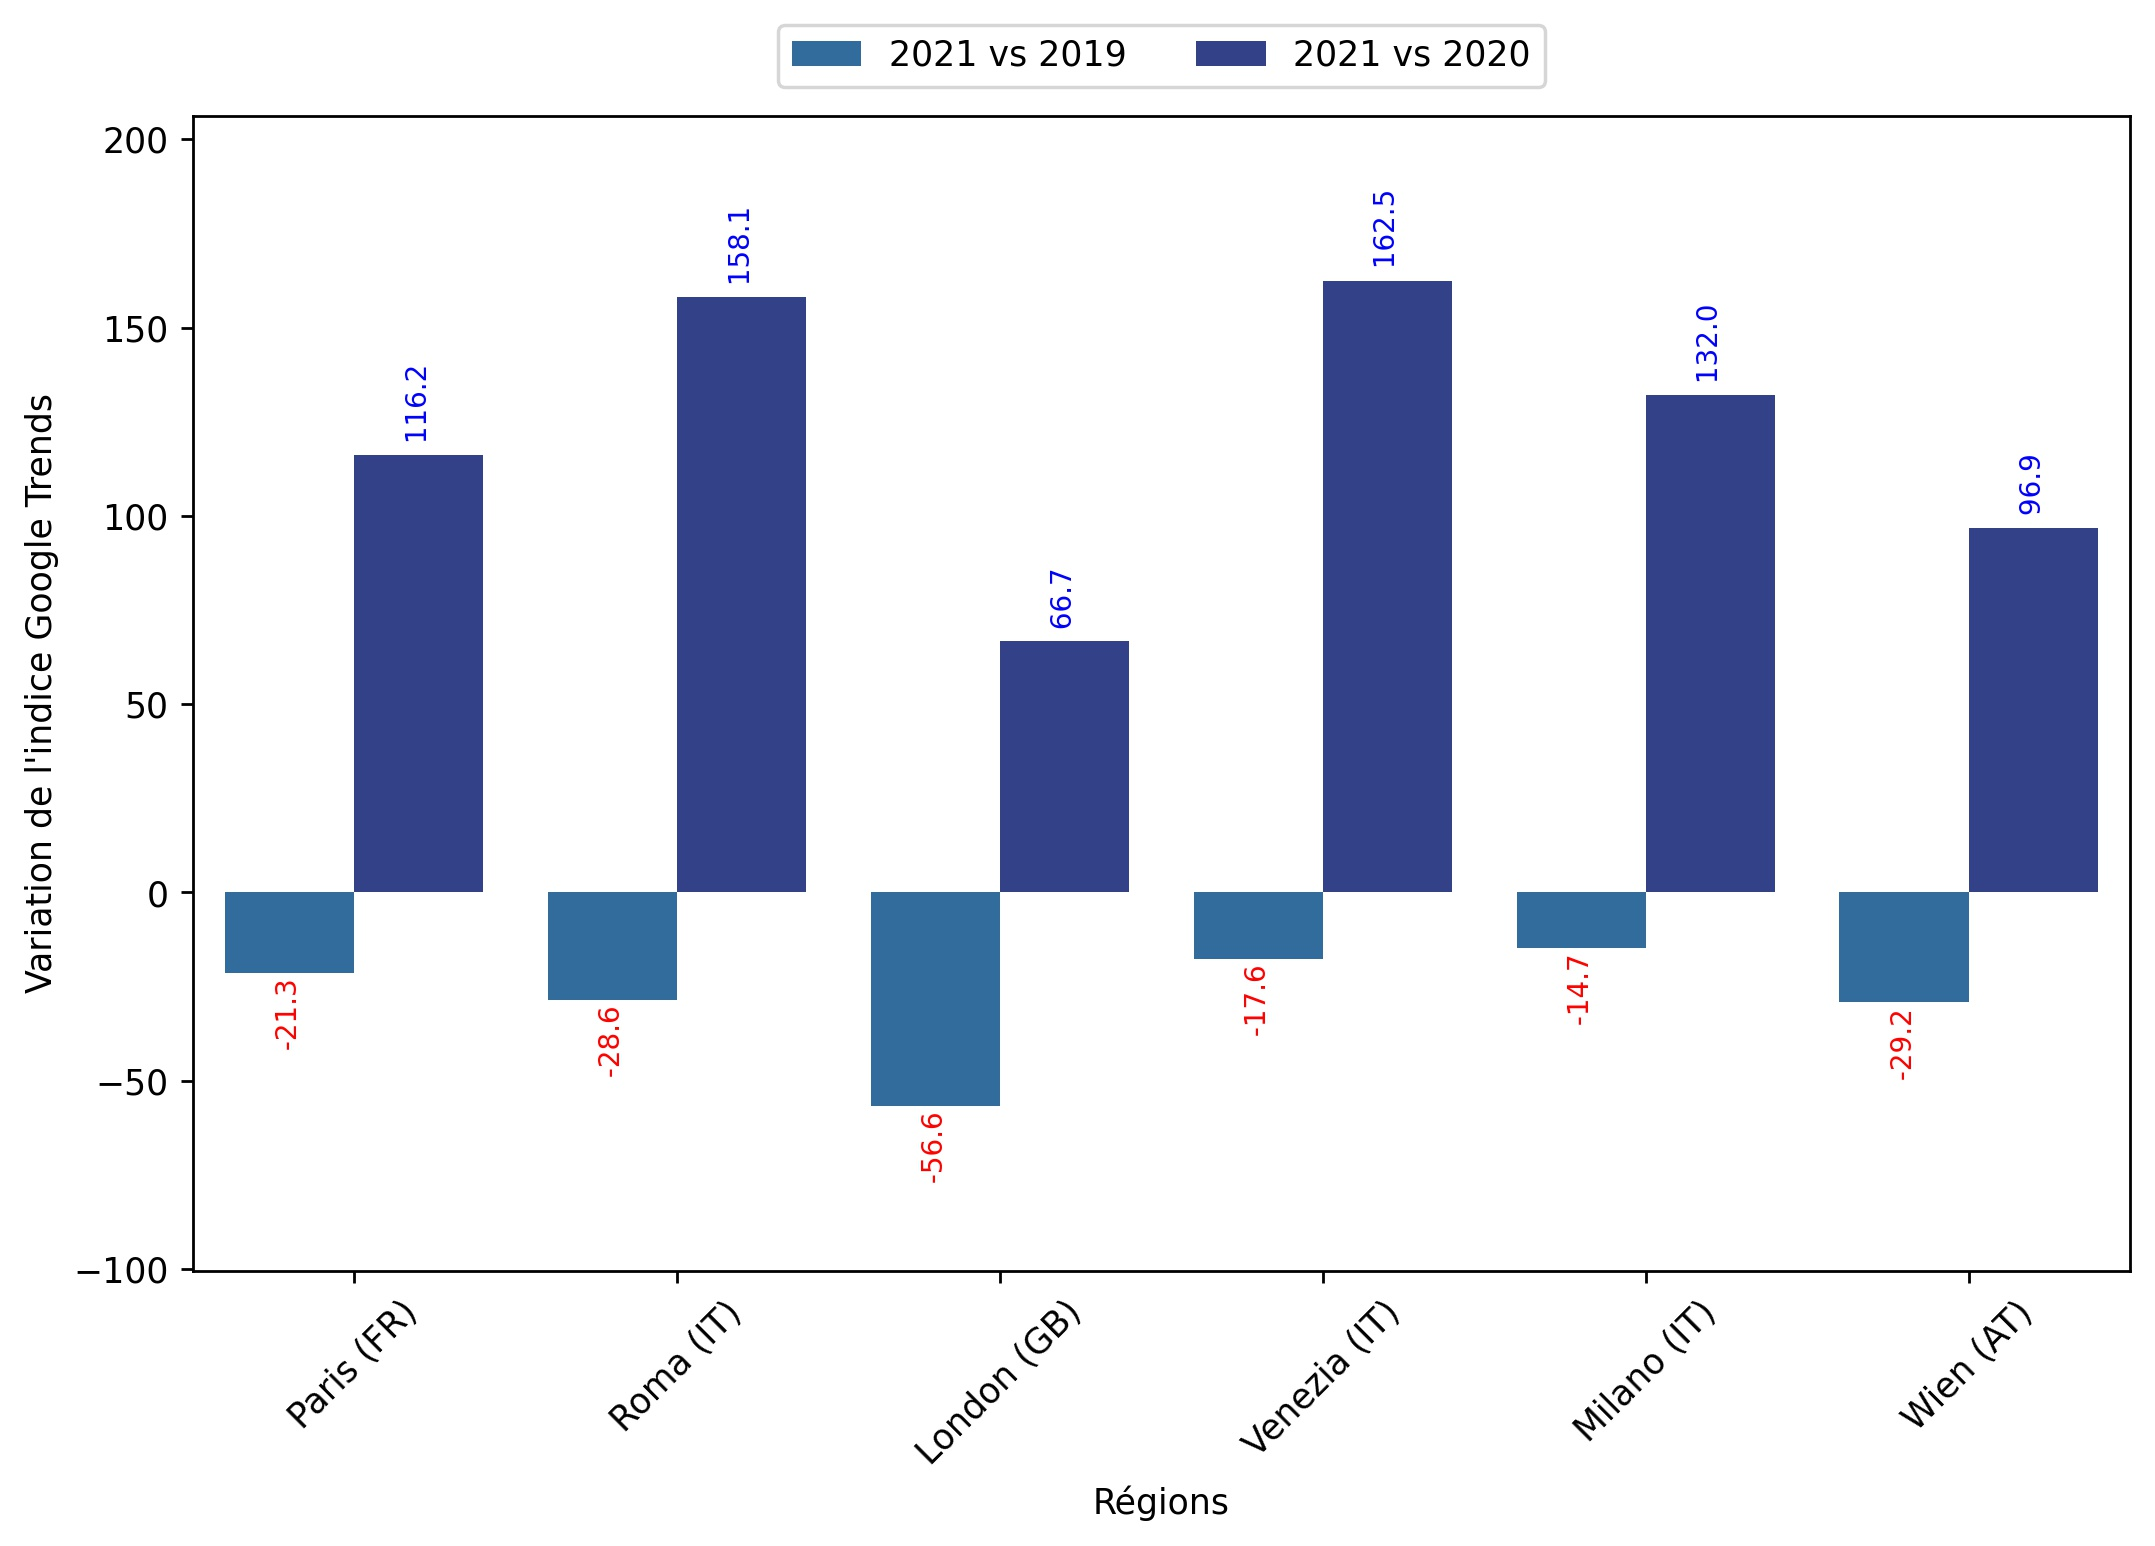 2021 vs 2019
2021 vs 2020
Variation de l'indice Google Trends
200
150
100
50
0
−50
−100
116.2
158.1
66.7
162.5
132.0
96.9
-21.3
-28.6
-56.6
-17.6
-14.7
-29.2
Paris (FR)
Roma (IT)
London (GB)
Venezia (IT)
Milano (IT)
Wien (AT)
Régions